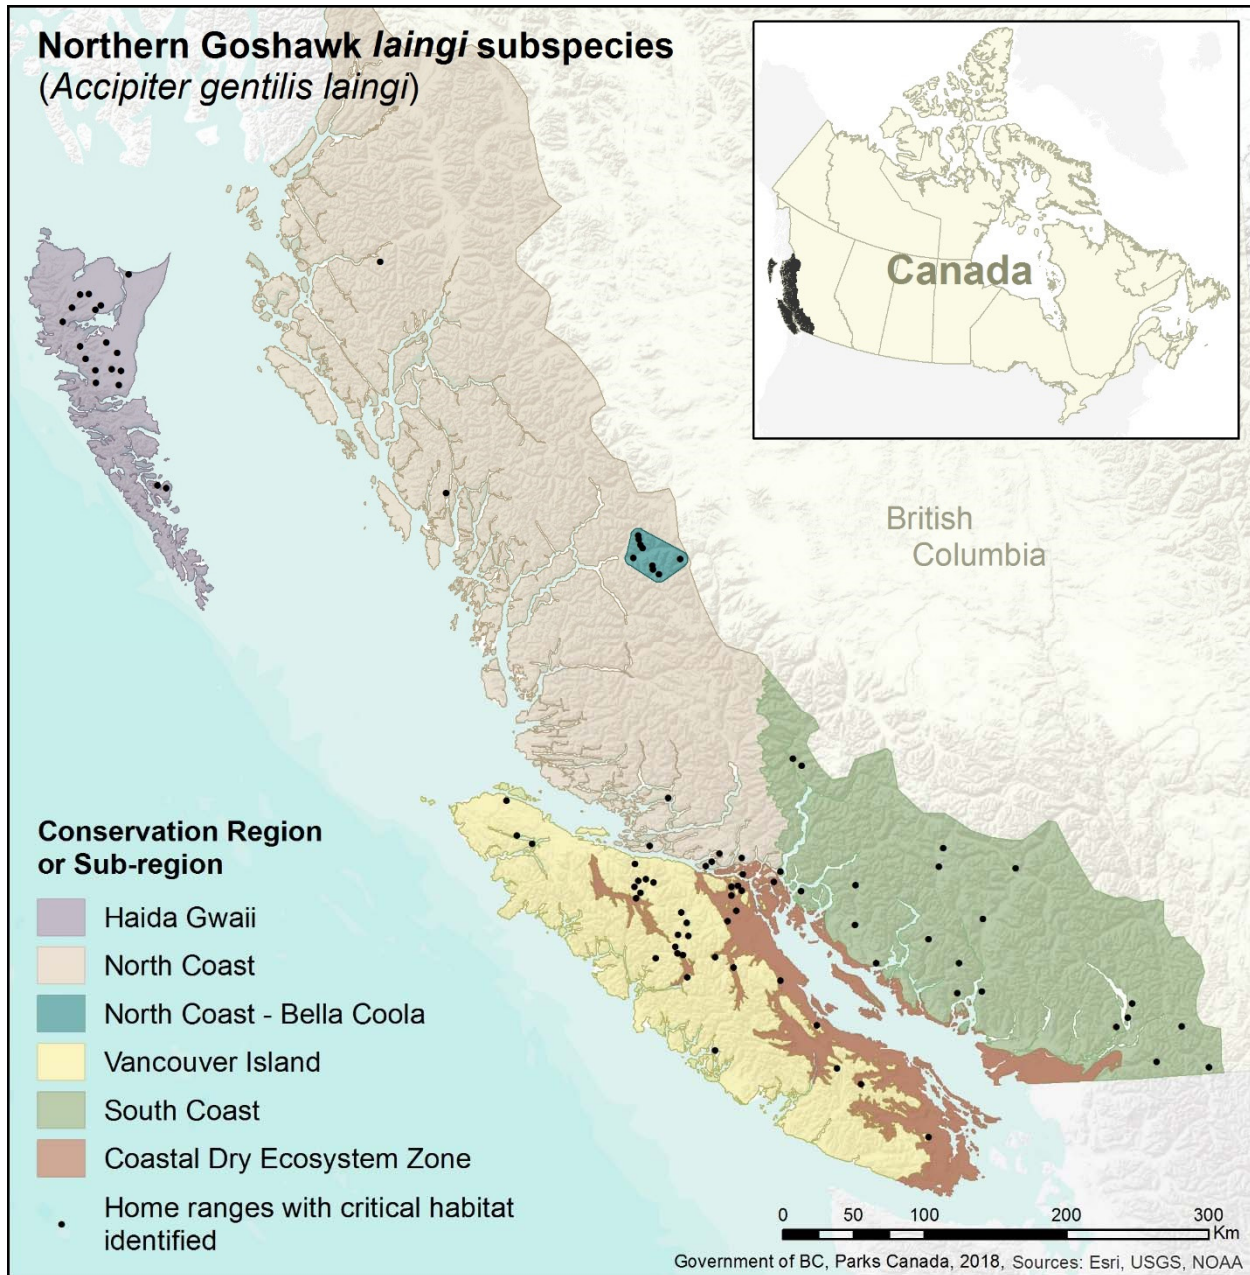 Northern Goshawk laingi subspecies
(Accipiter gentilis laingi)
Canada
British
Columbia
Conservation Region
or Sub-region
Haida Gwaii
North Coast
North Coast - Bella Coola
Vancouver Island
South Coast
Coastal Dry Ecosystem Zone
Home ranges with critical habitat
identified
0 50 100 200 300
Km
Government of BC, Parks Canada, 2018, Sources: Esri, USGS, NOAA